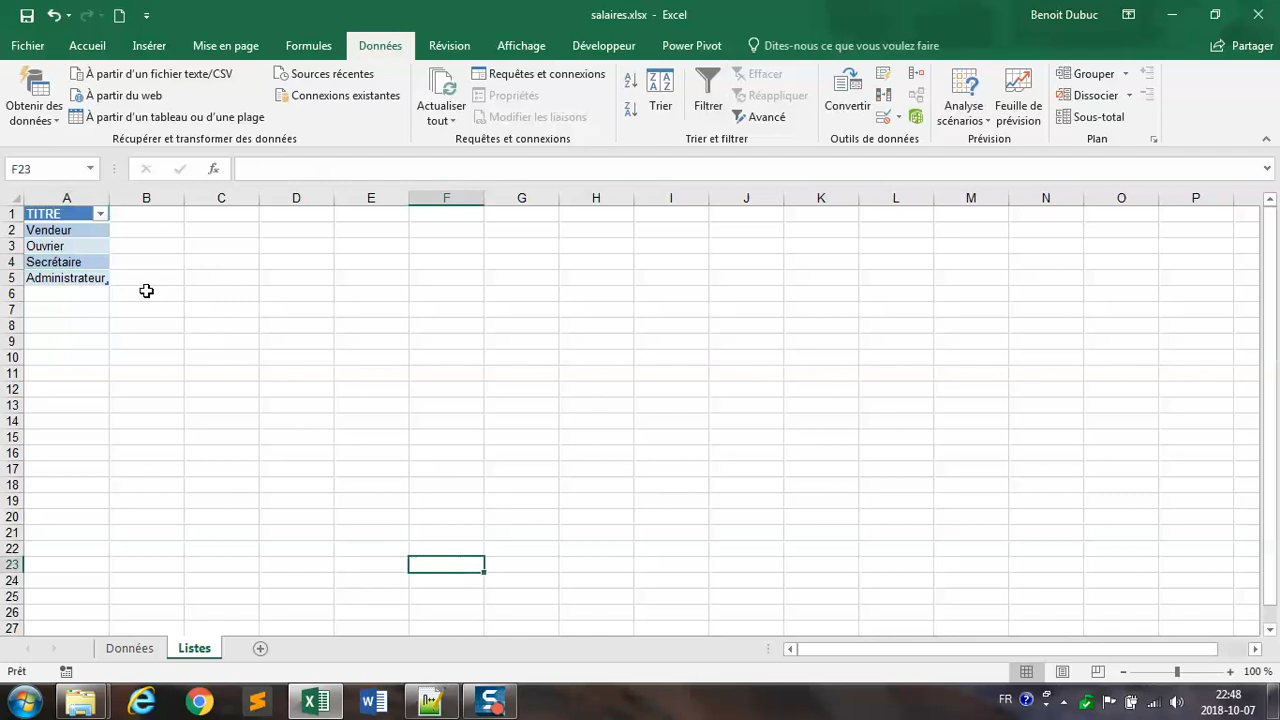 salaires.xlsx - Excel
Benoit Dubuc
Fichier
Accueil
Insérer
Mise en page
Formules
Données
Révision
Affichage
Développeur
Power Pivot
Dites-nous ce que vous voulez faire
Partager
Obtenir des données
À partir d'un fichier texte/CSV
À partir du web
À partir d'un tableau ou d'une plage
Sources récentes
Connexions existantes
Récupérer et transformer des données
Actualiser tout
Requêtes et connexions
Propriétés
Modifier les liaisons
Requêtes et connexions
Trier
Filtrer
Effacer
Réappliquer
Avancé
Trier et filtrer
Convertir
Outils de données
Analyse scénarios
Feuille de prévision
Prévision
Grouper
Dissocier
Sous-total
Plan
F23
fx
A B C D E F G H I J K L M N O P
1 TITRE
2 Vendeur
3 Ouvrier
4 Secrétaire
5 Administrateur
6
7
8
9
10
11
12
13
14
15
16
17
18
19
20
21
22
23
24
25
26
27
Données
Listes
Prêt
100 %
FR
22:48
2018-10-07